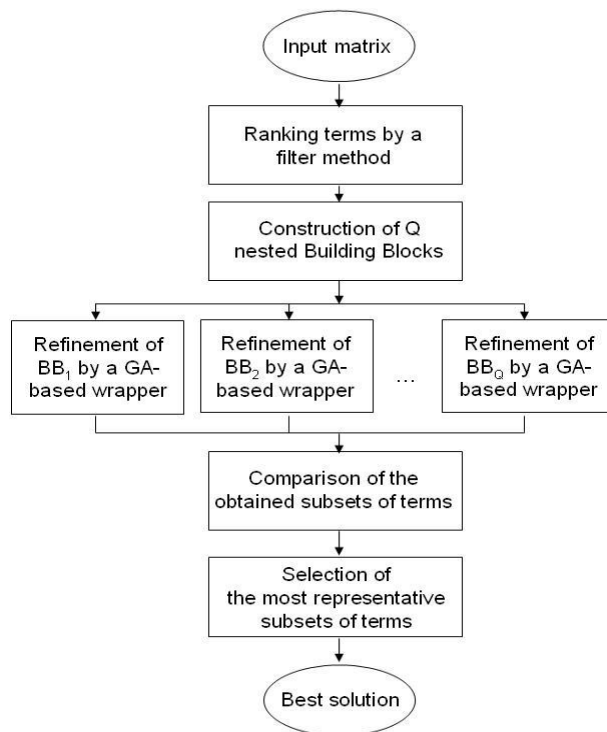 Input matrix
Ranking terms by a
filter method
Construction of Q
nested Building Blocks
Refinement of
BB1 by a GA-
based wrapper
Refinement of
BB2 by a GA-
based wrapper
...
Refinement of
BBQ by a GA-
based wrapper
Comparison of the
obtained subsets of terms
Selection of
the most representative
subsets of terms
Best solution